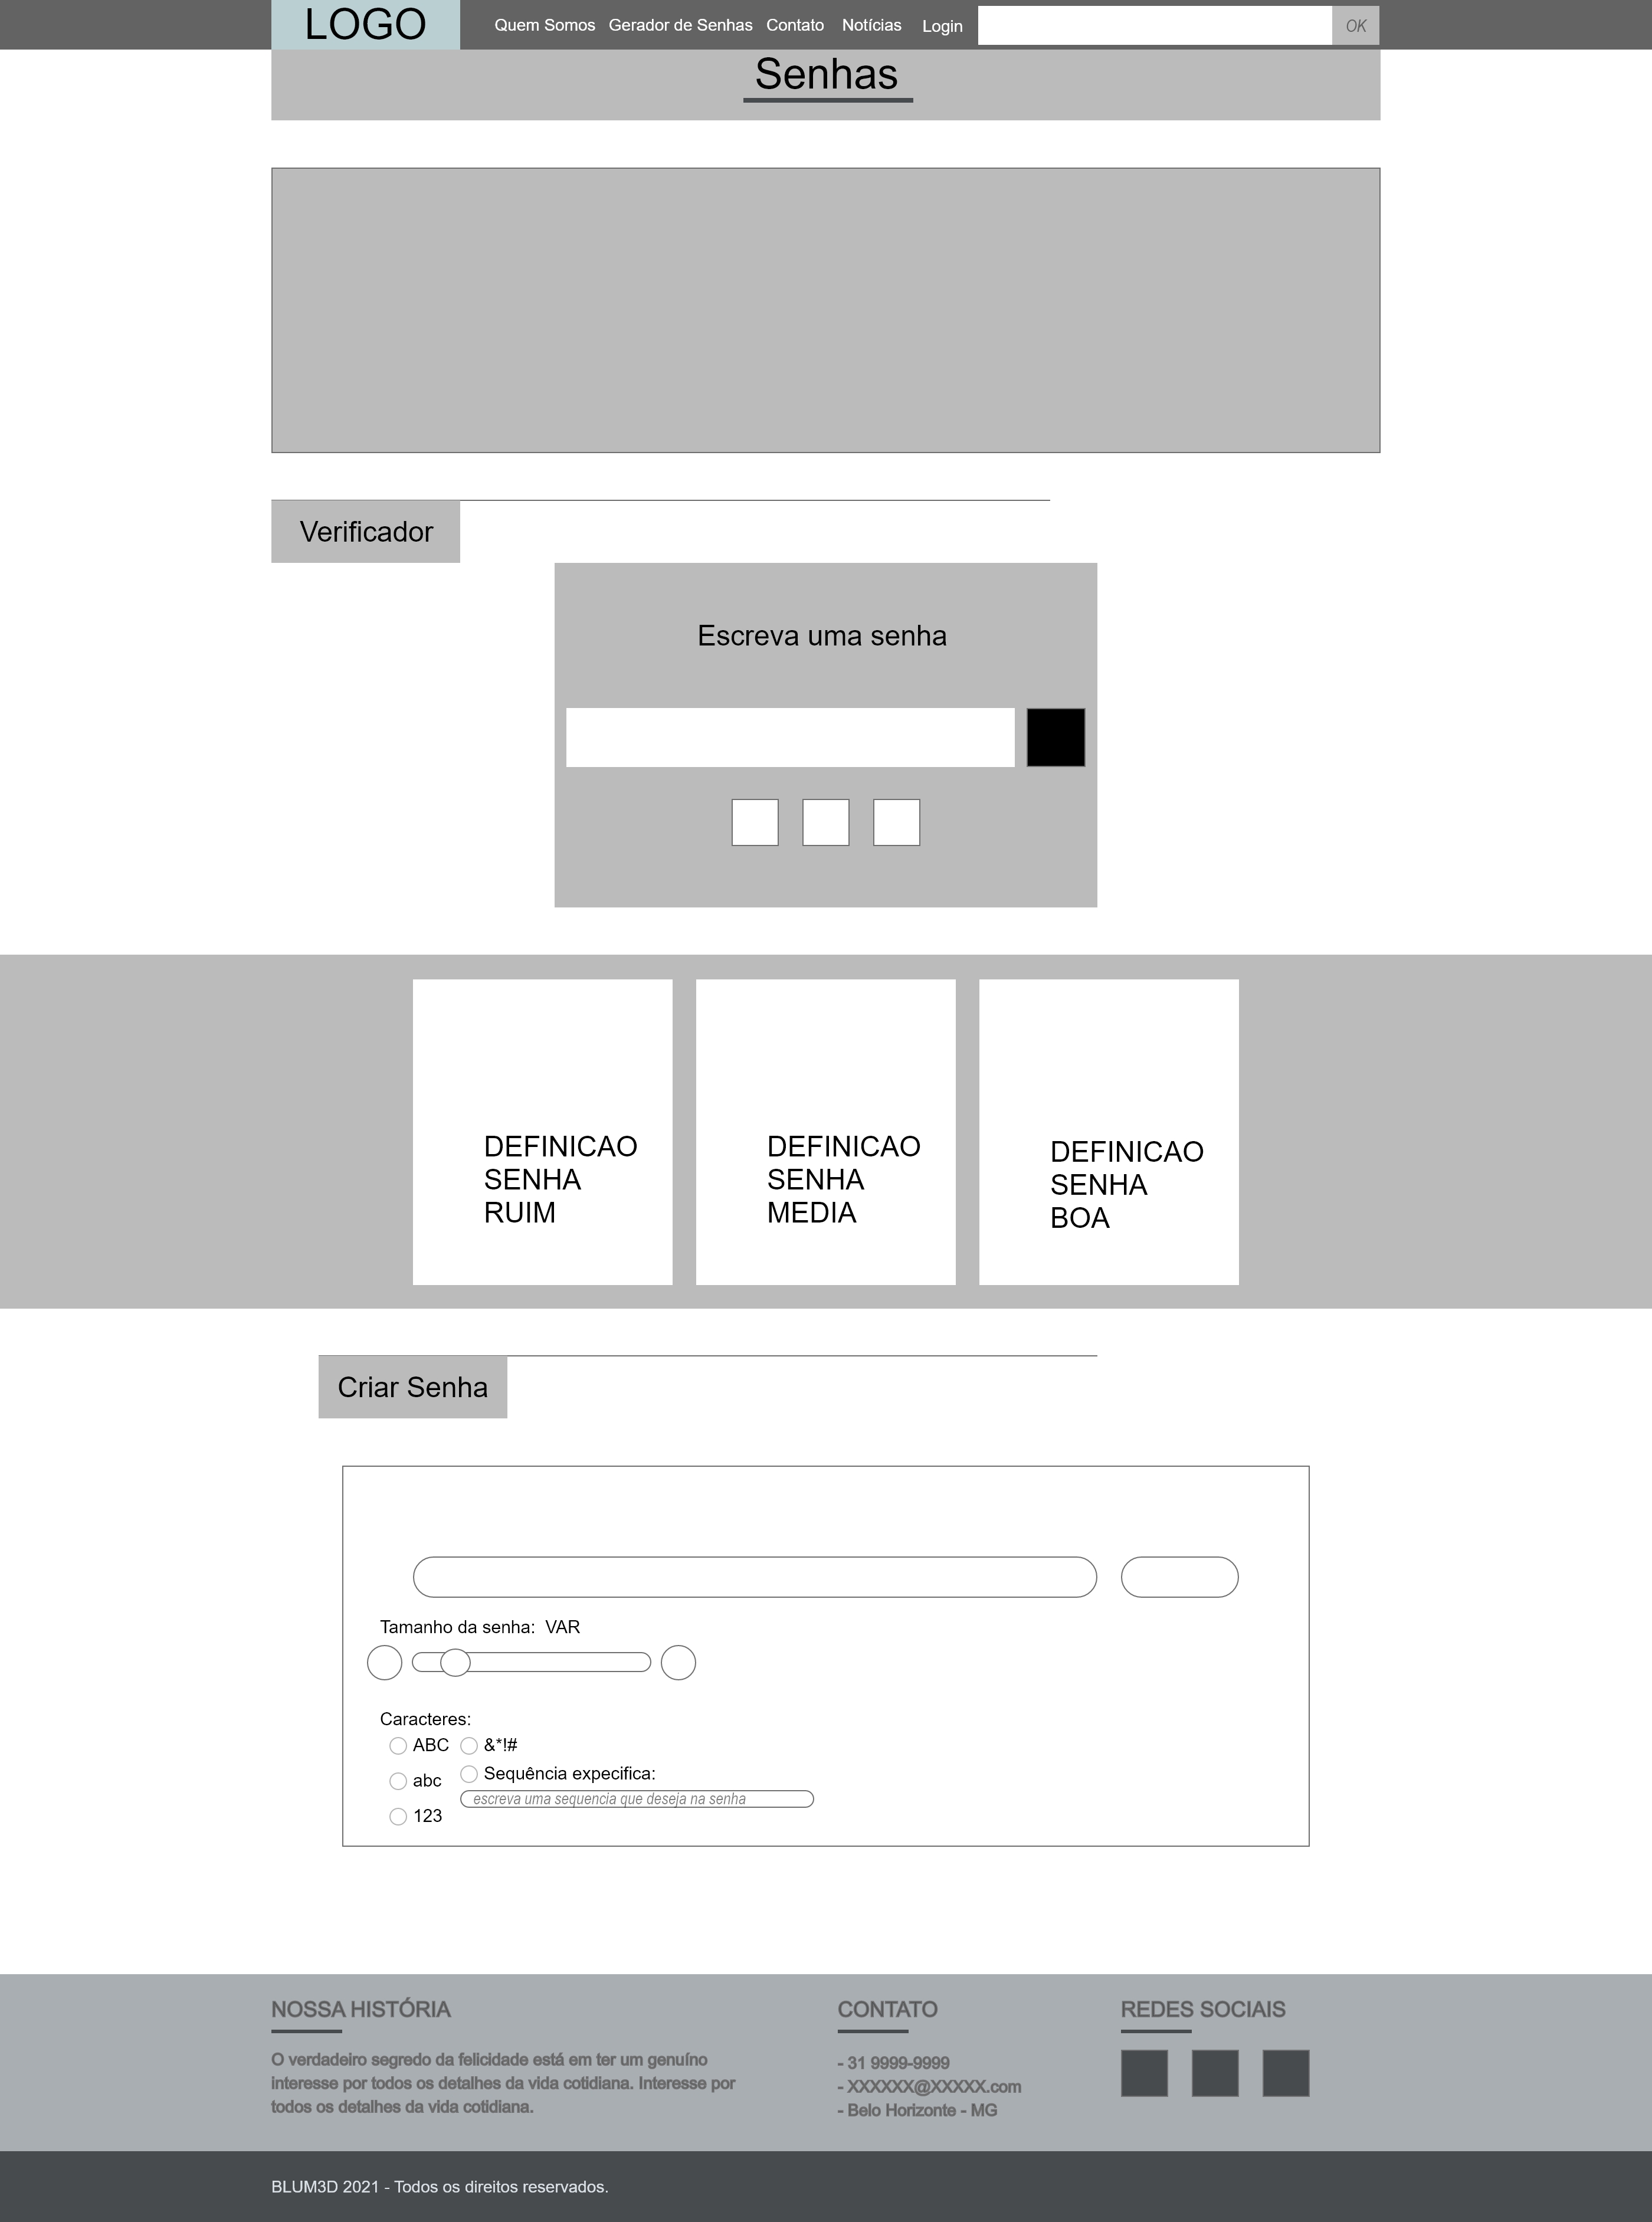 LOGO
Quem Somos Gerador de Senhas Contato Notícias Login OK
Senhas
Verificador
Escreva uma senha
DEFINICAO
SENHA
RUIM
DEFINICAO
SENHA
MEDIA
DEFINICAO
SENHA
BOA
Criar Senha
Tamanho da senha: VAR
Caracteres:
ABC
abc
123
&*!#
Sequência expecifica:
escreva uma sequencia que deseja na senha
NOSSA HISTÓRIA
O verdadeiro segredo da felicidade está em ter um genuíno
interesse por todos os detalhes da vida cotidiana. Interesse por
todos os detalhes da vida cotidiana.
CONTATO
- 31 9999-9999
- XXXXXX@XXXXX.com
- Belo Horizonte - MG
REDES SOCIAIS
BLUM3D 2021 - Todos os direitos reservados.